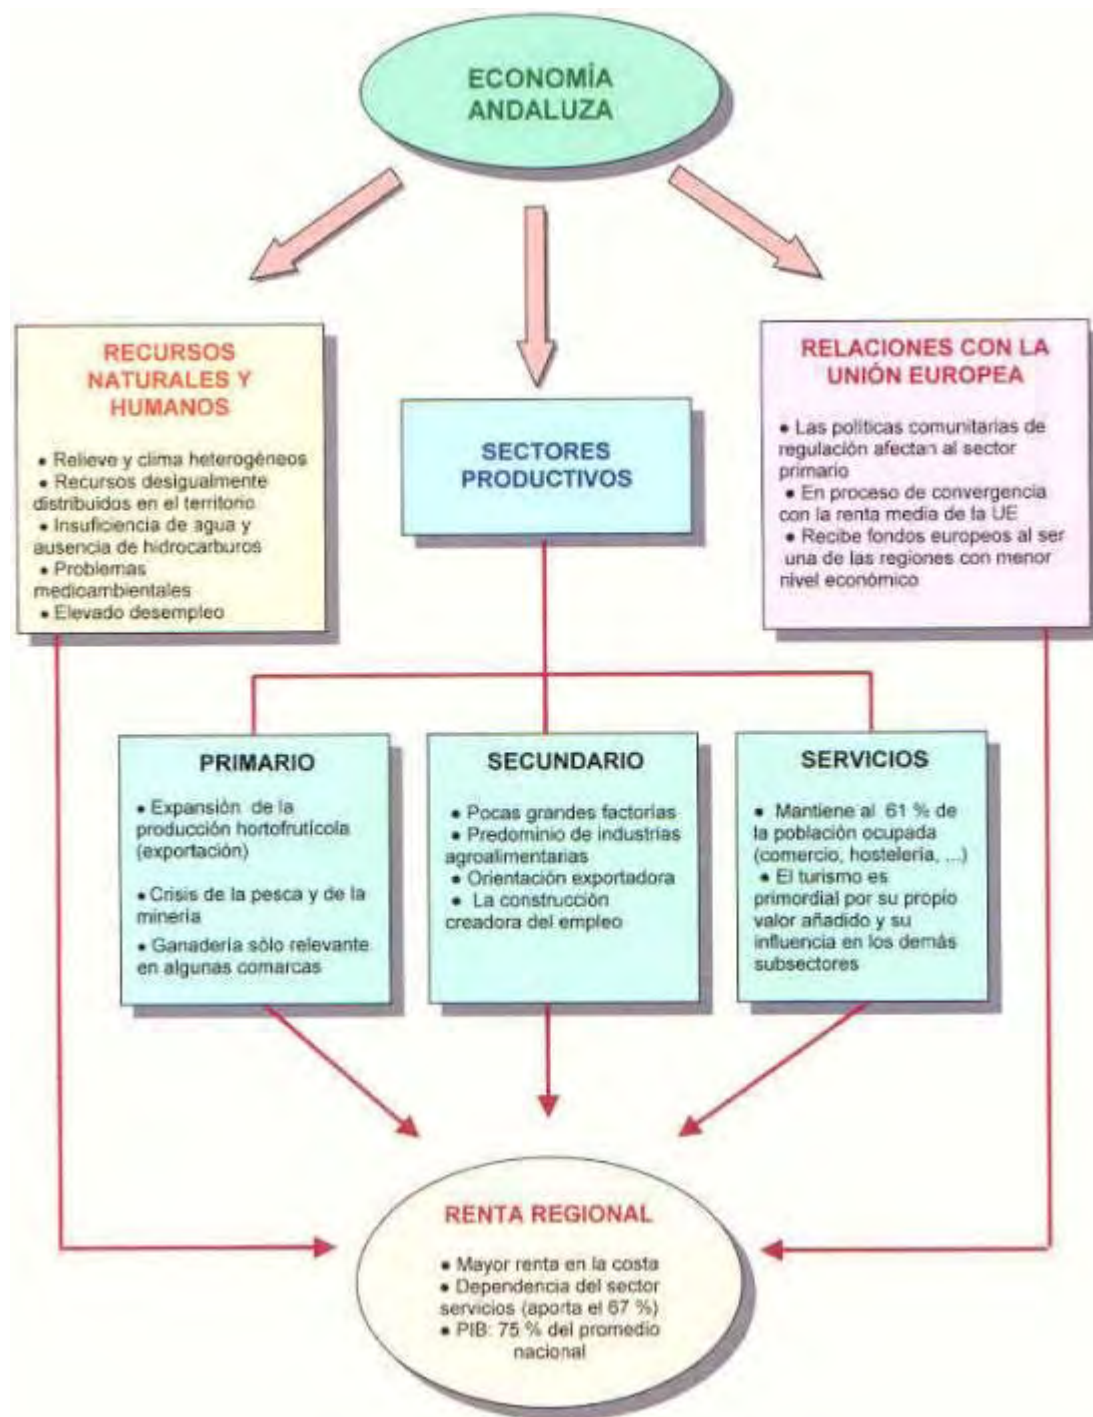 ECONOMÍA
ANDALUZA
RECURSOS
NATURALES Y
HUMANOS
● Relieve y clima heterogéneos
● Recursos desigualmente
distribuidos en el territorio
● Insuficiencia de agua y
ausencia de hidrocarburos
● Problemas
medioambientales
● Elevado desempleo
SECTORES
PRODUCTIVOS
RELACIONES CON LA
UNIÓN EUROPEA
● Las políticas comunitarias de
regulación afectan al sector
primario
● En proceso de convergencia
con la renta media de la UE
● Recibe fondos europeos al ser
una de las regiones con menor
nivel económico
PRIMARIO
● Expansión de la
producción hortofrutícola
(exportación)
● Crisis de la pesca y de la
minería
● Ganadería sólo relevante
en algunas comarcas
SECUNDARIO
● Pocas grandes factorías
● Predominio de industrias
agroalimentarias
● Orientación exportadora
● La construcción
creadora del empleo
SERVICIOS
● Mantiene al 61 % de
la población ocupada
(comercio, hostelería, ...)
● El turismo es
primordial por su propio
valor añadido y su
influencia en los demás
subsectores
RENTA REGIONAL
● Mayor renta en la costa
● Dependencia del sector
servicios (aporta el 67 %)
● PIB: 75 % del promedio
nacional